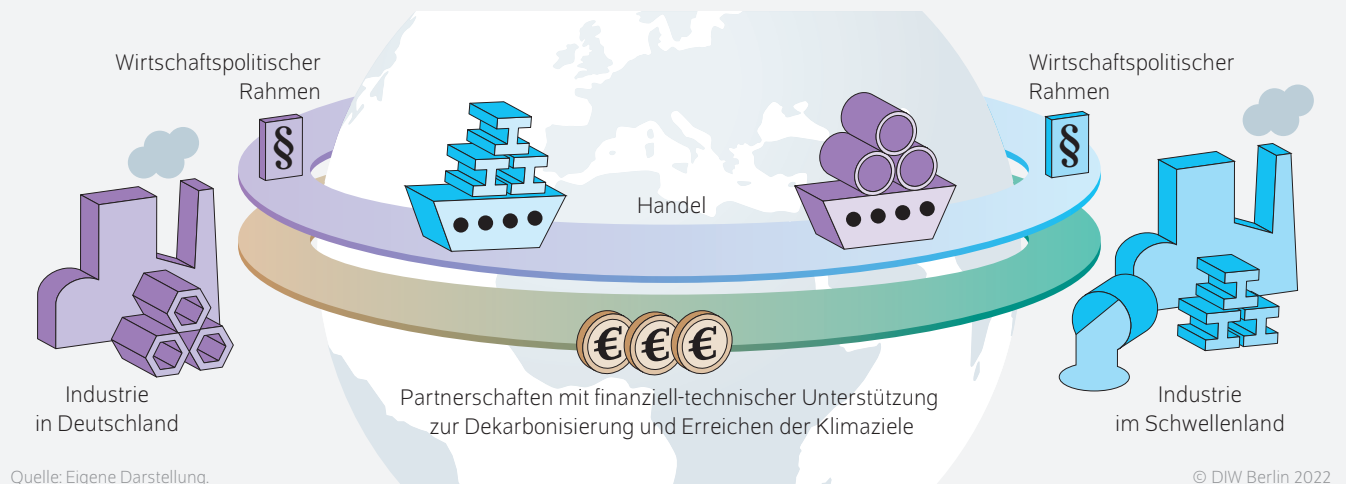 Wirtschaftspolitischer
Rahmen
§
Wirtschaftspolitischer
Rahmen
§
Handel
€ € €
Industrie
in Deutschland
Partnerschaften mit finanziell-technischer Unterstützung
zur Dekarbonisierung und Erreichen der Klimaziele
Industrie
im Schwellenland
Quelle: Eigene Darstellung.
© DIW Berlin 2022